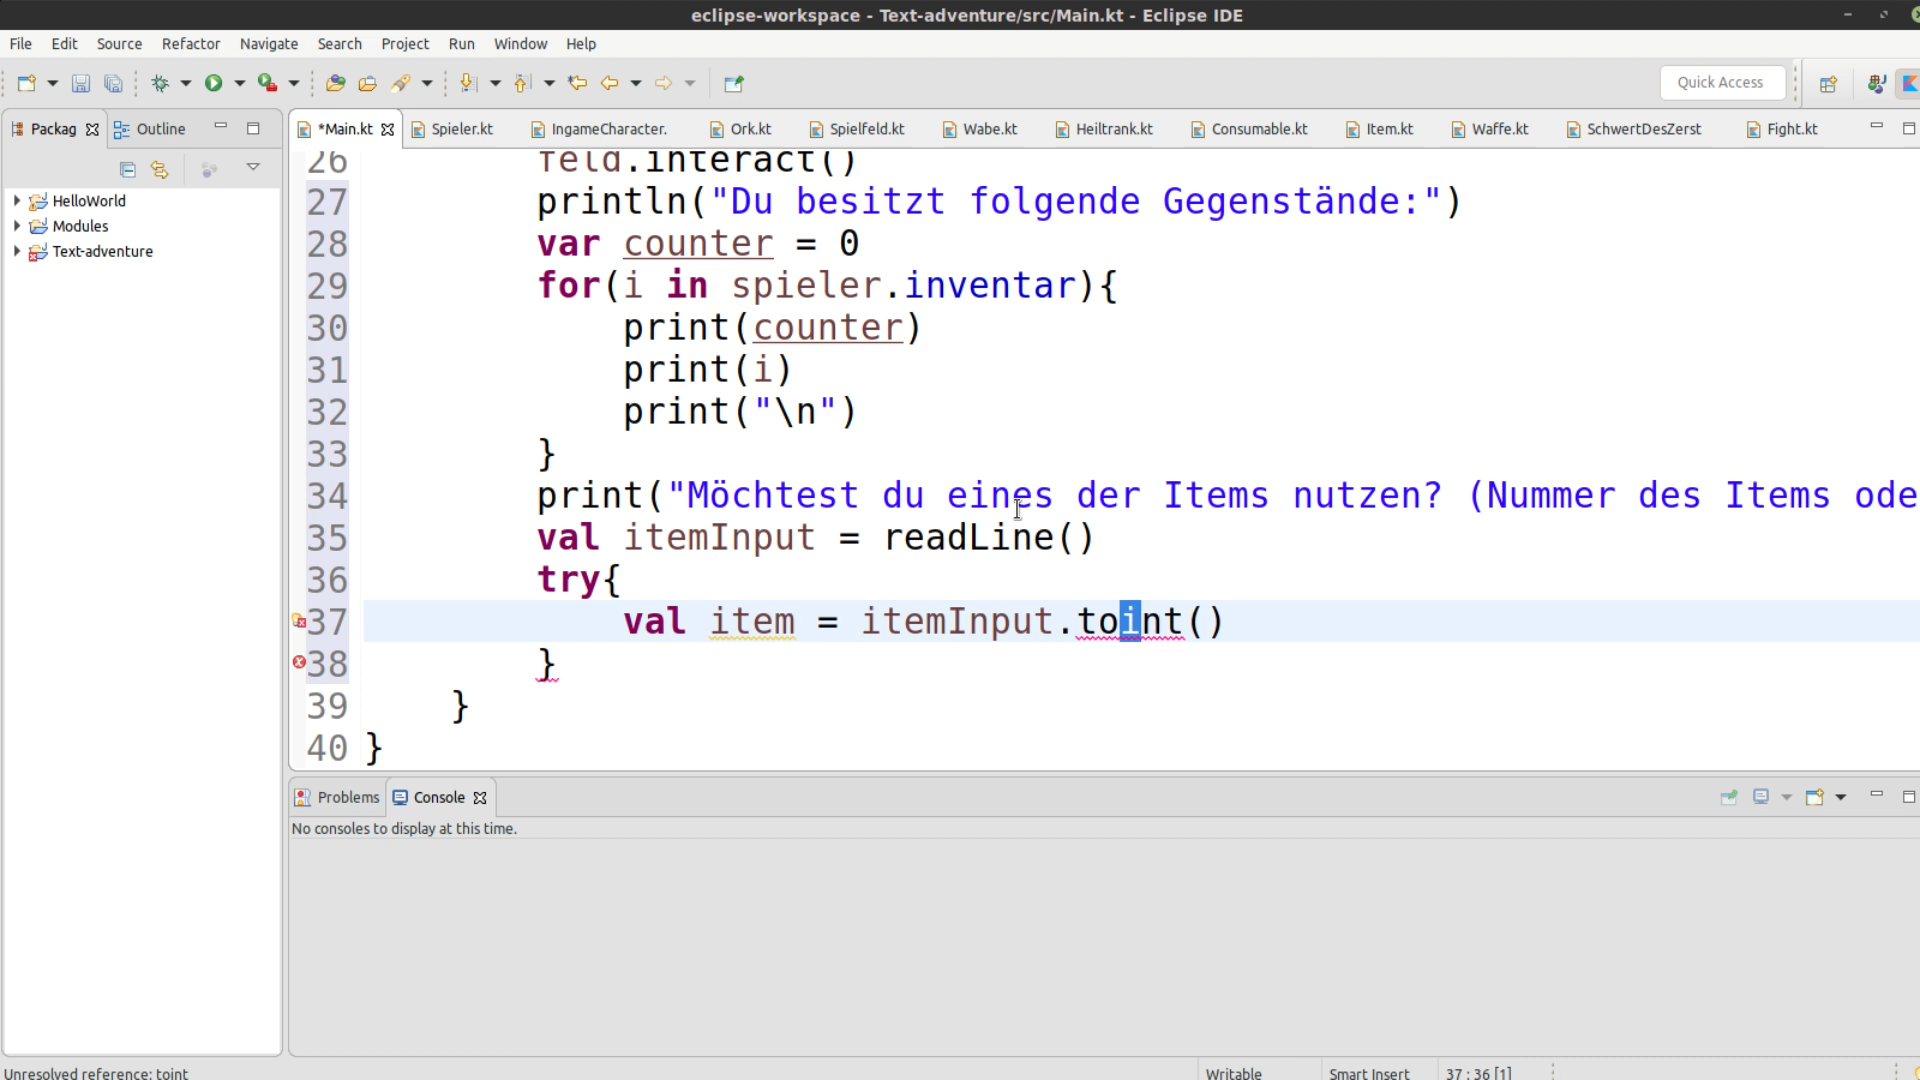 eclipse-workspace - Text-adventure/src/Main.kt - Eclipse IDE
File Edit Source Refactor Navigate Search Project Run Window Help
Quick Access
Packag Outline
*Main.kt Spieler.kt IngameCharacter. Ork.kt Spielfeld.kt Wabe.kt Heiltrank.kt Consumable.kt Item.kt Waffe.kt SchwertDesZerst Fight.kt
HelloWorld
Modules
Text-adventure
26 feld.interact()
27 println("Du besitzt folgende Gegenstände:")
28 var counter = 0
29 for(i in spieler.inventar){
30 print(counter)
31 print(i)
32 print("\n")
33 }
34 print("Möchtest du eines der Items nutzen? (Nummer des Items ode
35 val itemInput = readLine()
36 try{
37 val item = itemInput.toint()
38 }
39 }
40 }
Problems Console
No consoles to display at this time.
Unresolved reference: toint Writable Smart Insert 37 : 36 [1]